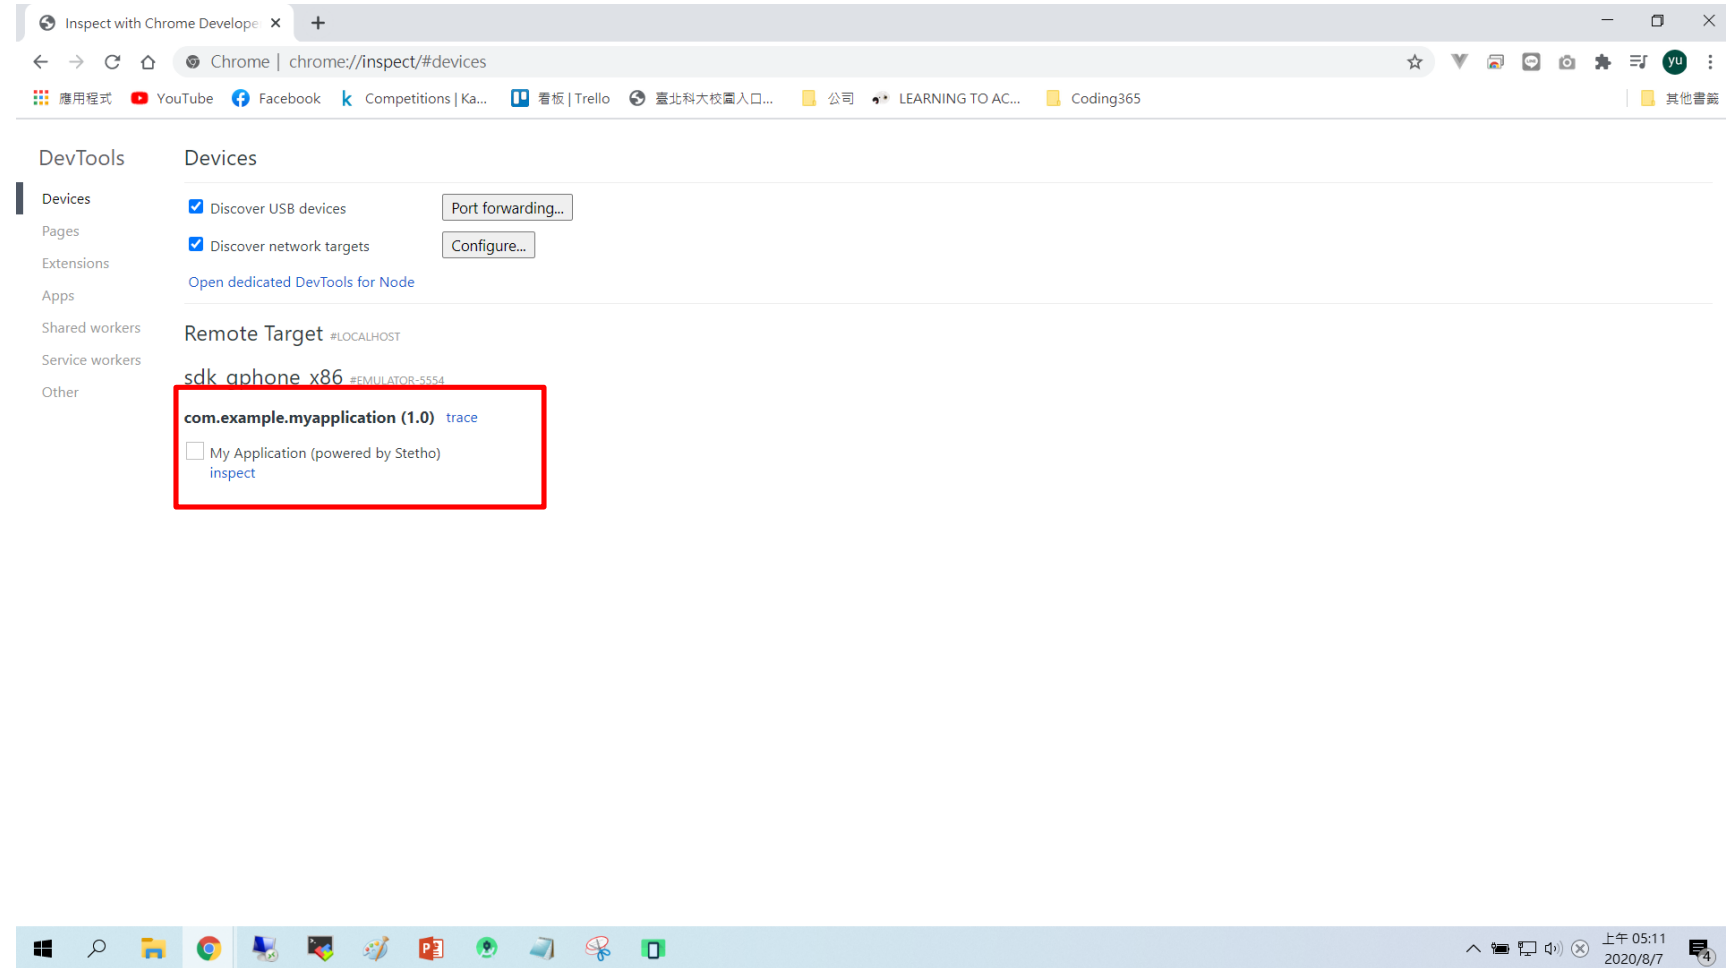 Inspect with Chrome Develope
Chrome | chrome://inspect/#devices
yu
應用程式 YouTube Facebook Competitions | Ka... 看板 | Trello 臺北科大校園入口... 公司 LEARNING TO AC... Coding365 其他書籤
DevTools
Devices
Pages
Extensions
Apps
Shared workers
Service workers
Other
Devices
Discover USB devices Port forwarding...
Discover network targets Configure...
Open dedicated DevTools for Node
Remote Target #LOCALHOST
sdk_gphone_x86 #EMULATOR-5554
com.example.myapplication (1.0) trace
My Application (powered by Stetho)
inspect
上午 05:11
2020/8/7
4